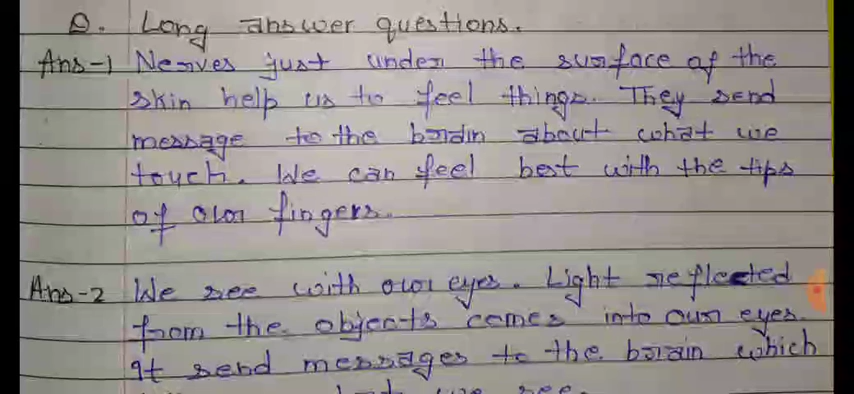 D. Long answer questions.
Ans-1 Nerves just under the surface of the
skin help us to feel things. They send
message to the brain about what we
touch. We can feel best with the tips
of our fingers.
Ans-2 We see with our eyes. Light reflected
from the objects comes into our eyes.
It send messages to the brain which
we see.